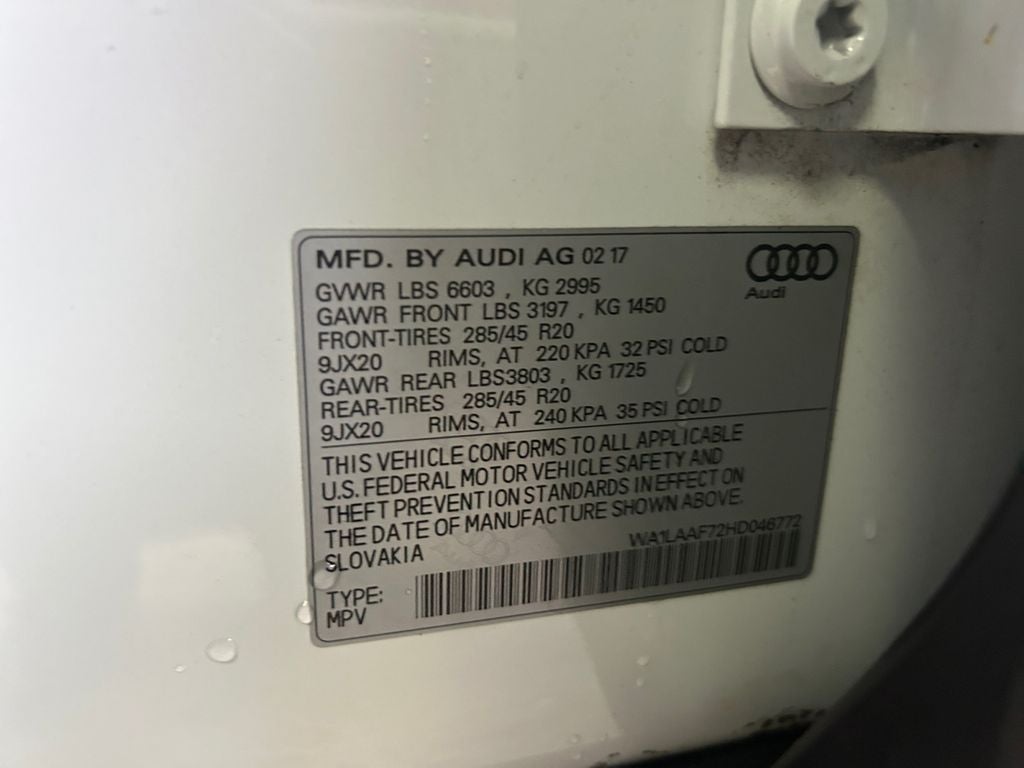 MFD. BY AUDI AG 02 17
Audi
GVWR LBS 6603 , KG 2995
GAWR FRONT LBS 3197 , KG 1450
FRONT-TIRES 285/45 R20
9JX20 RIMS, AT 220 KPA 32 PSI COLD
GAWR REAR LBS3803 , KG 1725
REAR-TIRES 285/45 R20
9JX20 RIMS, AT 240 KPA 35 PSI COLD
THIS VEHICLE CONFORMS TO ALL APPLICABLE
U.S. FEDERAL MOTOR VEHICLE SAFETY AND
THEFT PREVENTION STANDARDS IN EFFECT ON
THE DATE OF MANUFACTURE SHOWN ABOVE.
SLOVAKIA WA1LAAF72HD046772
TYPE:
MPV